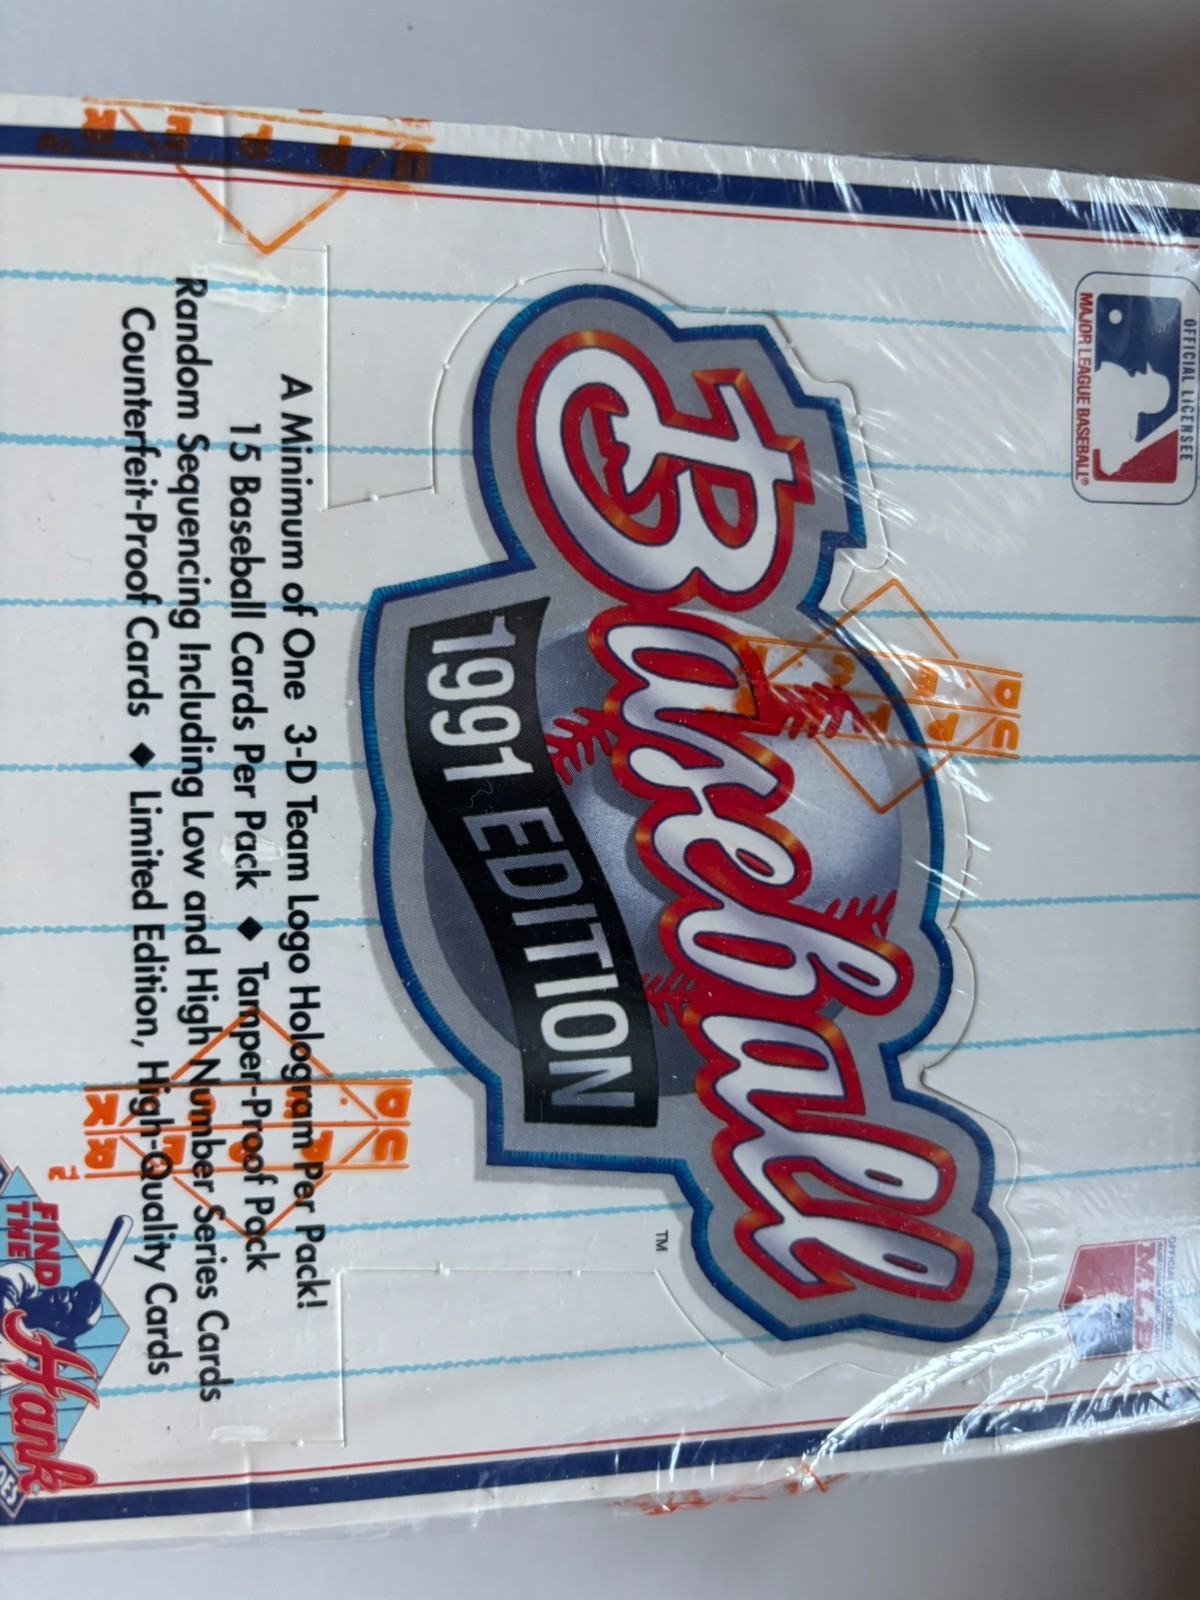 OFFICIAL LICENSEE
MAJOR LEAGUE BASEBALL®
Baseball
1991 EDITION
TM
A Minimum of One 3-D Team Logo Hologram Per Pack!
15 Baseball Cards Per Pack ◆ Tamper-Proof Pack
Random Sequencing Including Low and High Number Series Cards
Counterfeit-Proof Cards ◆ Limited Edition, High-Quality Cards
FIND
THE
Hank